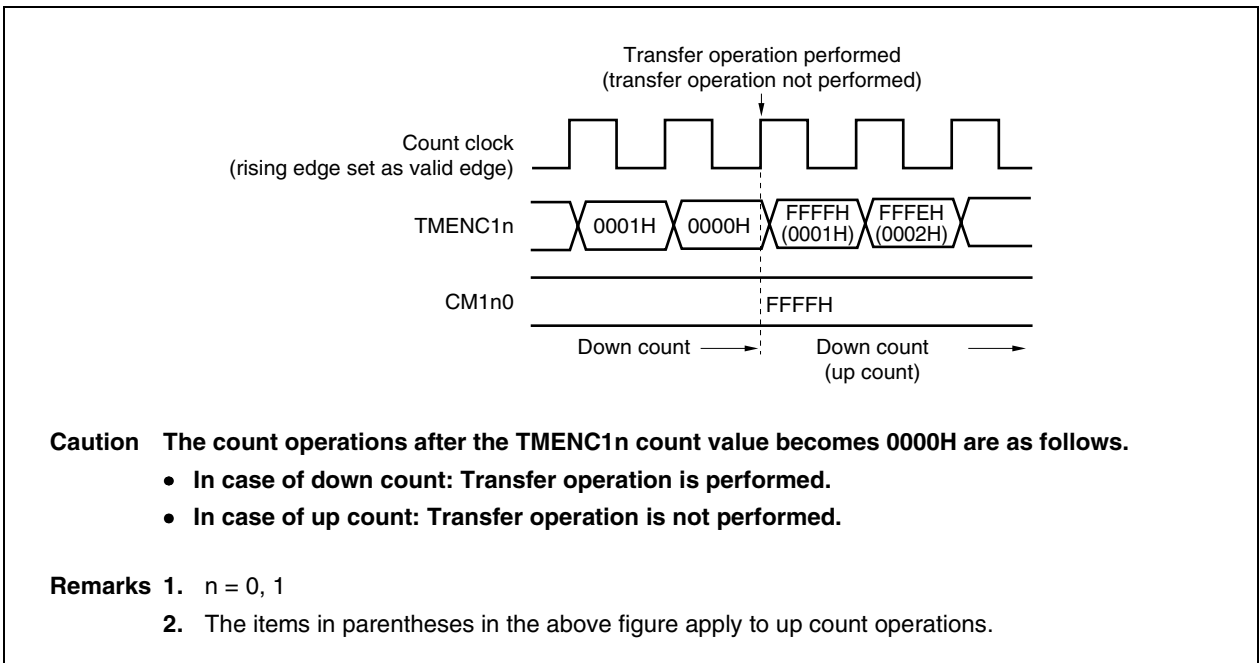 Transfer operation performed
(transfer operation not performed)
Count clock
(rising edge set as valid edge)
TMENC1n
0001H
0000H
FFFFH
(0001H)
FFFEH
(0002H)
CM1n0
FFFFH
Down count
Down count
(up count)
Caution The count operations after the TMENC1n count value becomes 0000H are as follows.
• In case of down count: Transfer operation is performed.
• In case of up count: Transfer operation is not performed.
Remarks 1. n = 0, 1
2. The items in parentheses in the above figure apply to up count operations.